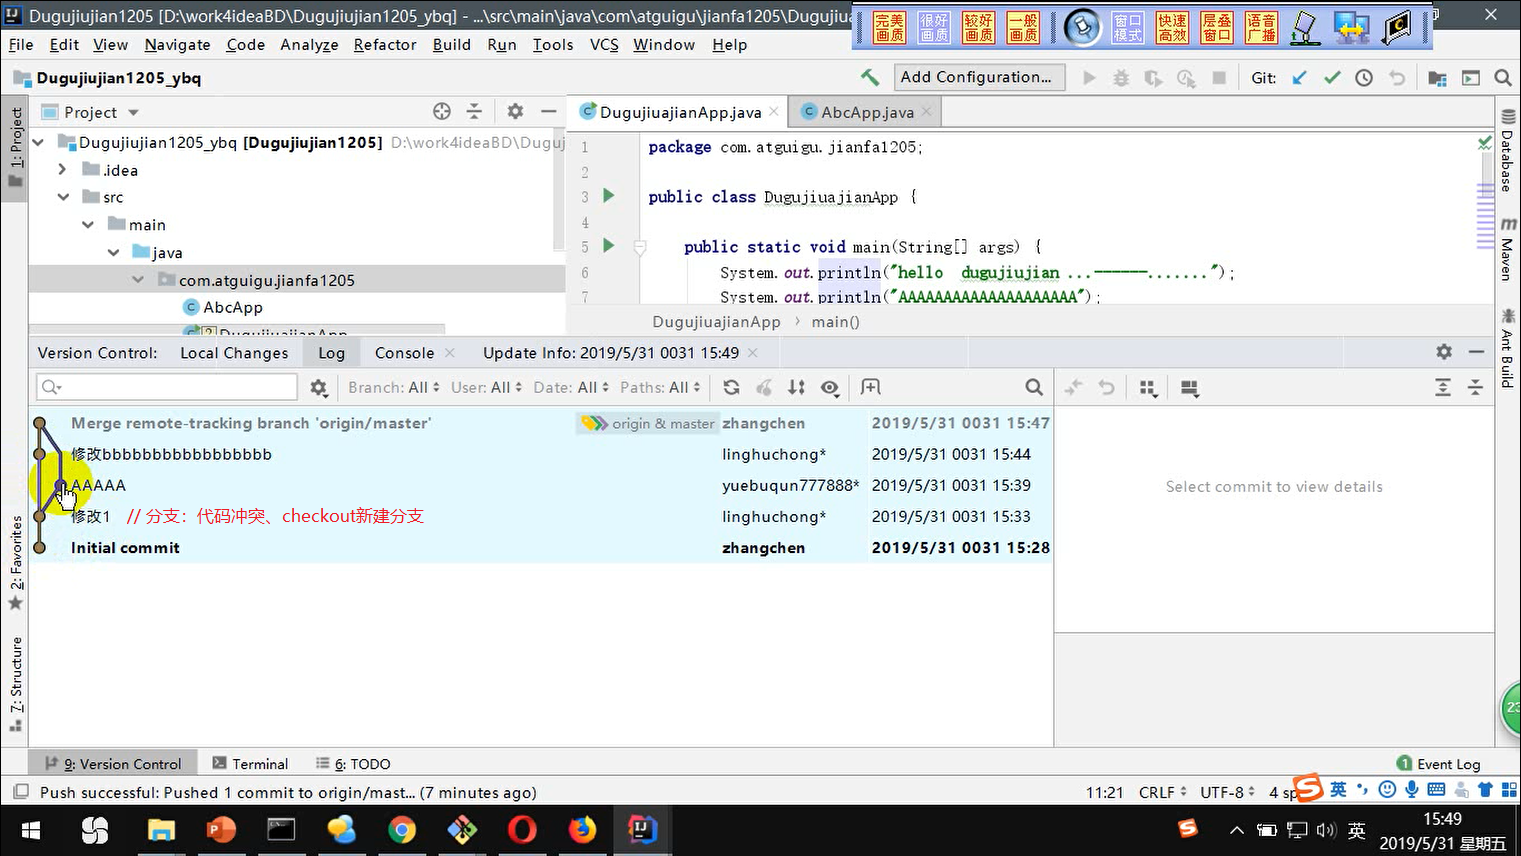 Dugujiujian1205 [D:\work4ideaBD\Dugujiujian1205_ybq] - ...\src\main\java\com\atguigu\jianfa1205\Dugujiua
完美画质 很好画质 较好画质 一般画质 窗口模式 快速高效 层叠窗口 语音广播
File Edit View Navigate Code Analyze Refactor Build Run Tools VCS Window Help
Dugujiujian1205_ybq
Add Configuration... Git:
1: Project
Project
DugujiuajianApp.java
AbcApp.java
Dugujiujian1205_ybq [Dugujiujian1205] D:\work4ideaBD\Duguj
.idea
src
main
java
com.atguigu.jianfa1205
AbcApp
DugujiuajianApp
1 package com.atguigu.jianfa1205;
2
3 public class DugujiuajianApp {
4
5 public static void main(String[] args) {
6 System.out.println("hello  dugujiujian ...------.......");
7 System.out.println("AAAAAAAAAAAAAAAAAAAA");
DugujiuajianApp › main()
Database
Maven
Ant Build
Version Control: Local Changes Log Console Update Info: 2019/5/31 0031 15:49
Branch: All User: All Date: All Paths: All
Merge remote-tracking branch 'origin/master' origin & master zhangchen 2019/5/31 0031 15:47
修改bbbbbbbbbbbbbbbbb linghuchong* 2019/5/31 0031 15:44
AAAAA yuebuqun777888* 2019/5/31 0031 15:39
修改1 // 分支：代码冲突、checkout新建分支 linghuchong* 2019/5/31 0031 15:33
Initial commit zhangchen 2019/5/31 0031 15:28
Select commit to view details
2: Favorites
7: Structure
23
9: Version Control Terminal 6: TODO
1 Event Log
Push successful: Pushed 1 commit to origin/mast... (7 minutes ago)
11:21 CRLF UTF-8 4 sp
英
英
15:49
2019/5/31 星期五